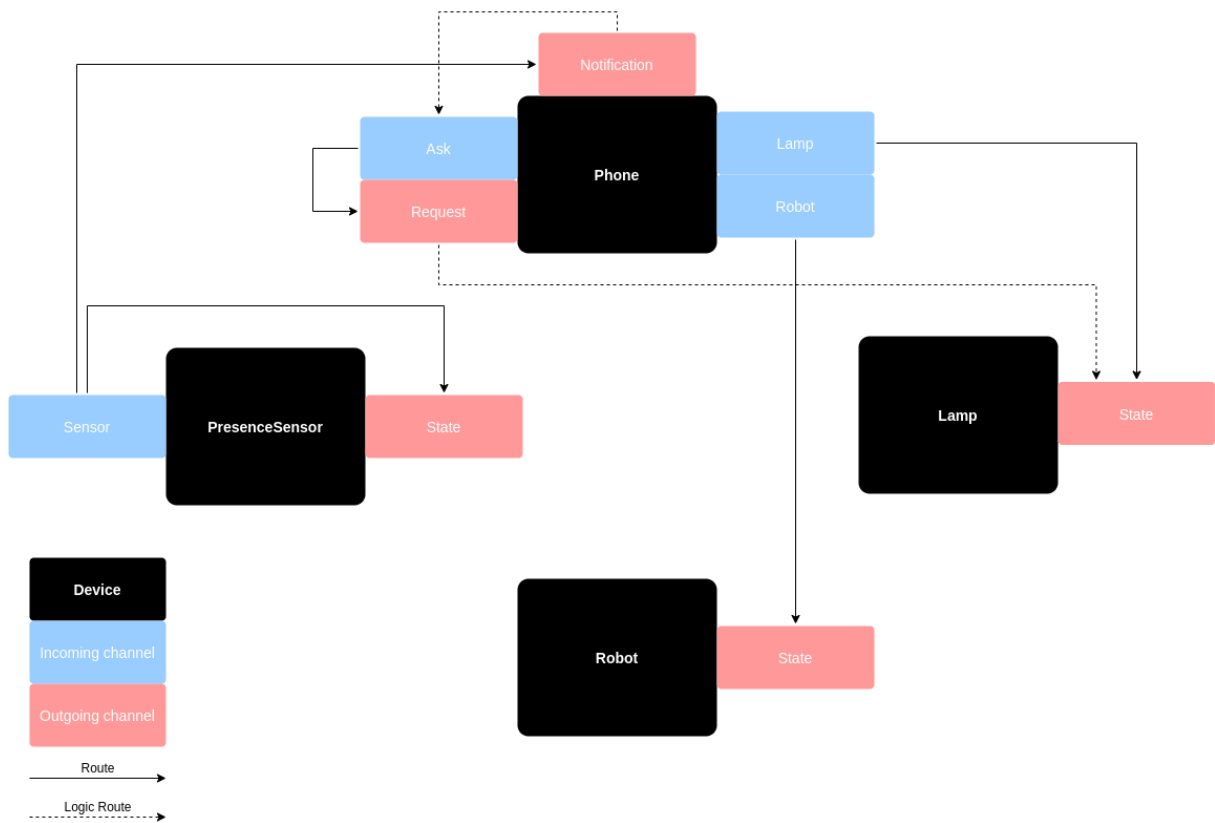 Notification
Ask
Phone
Lamp
Request
Robot
Sensor
PresenceSensor
State
Lamp
State
Device
Incoming channel
Outgoing channel
Route
Logic Route
Robot
State